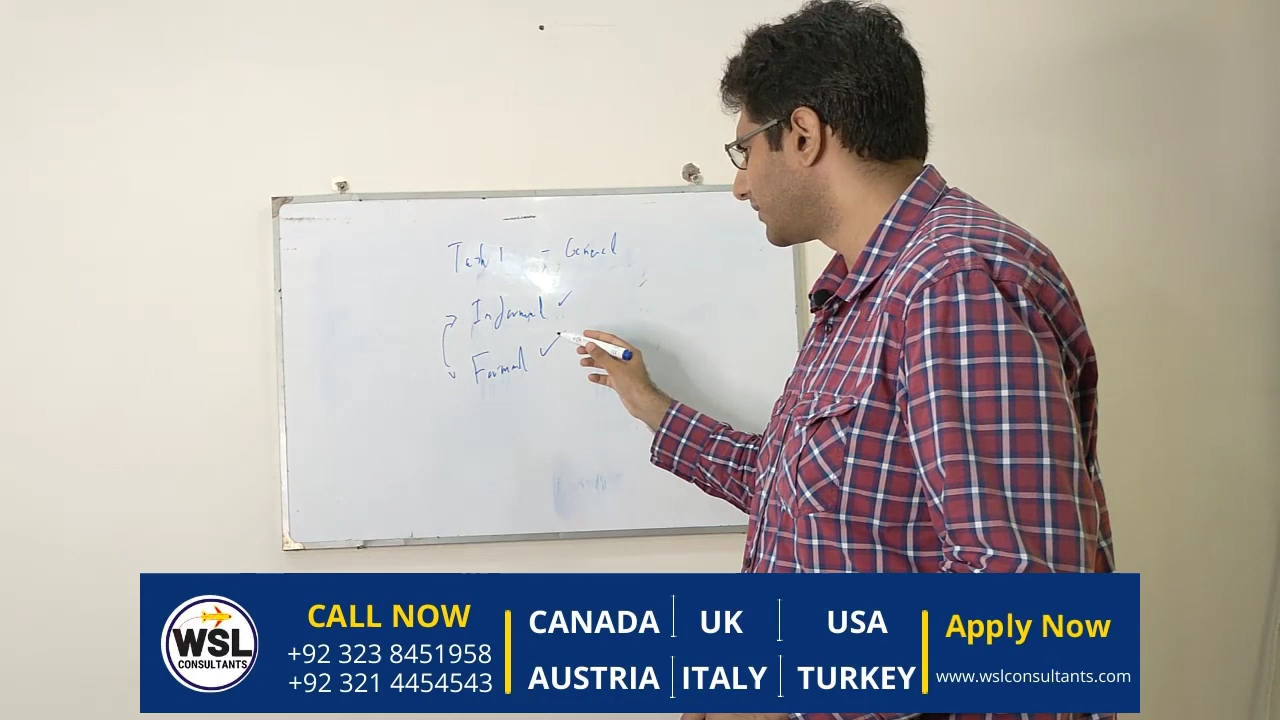 Task 1 = General
Informal ✓
Formal ✓
WSL
CONSULTANTS
CALL NOW
+92 323 8451958
+92 321 4454543
CANADA UK USA
AUSTRIA ITALY TURKEY
Apply Now
www.wslconsultants.com